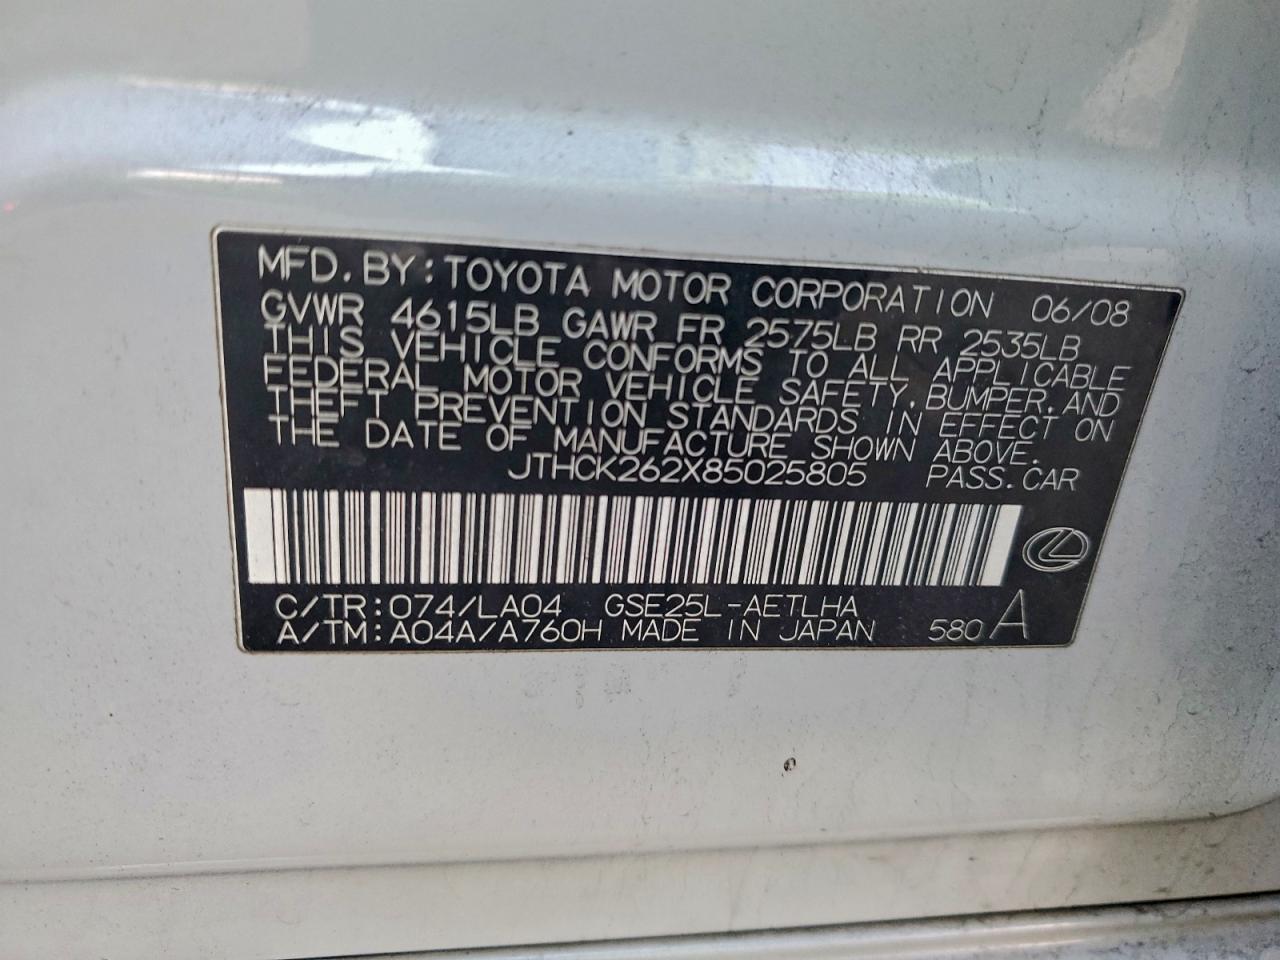 MFD. BY: TOYOTA MOTOR CORPORATION 06/08
GVWR 4615LB GAWR FR 2575LB RR 2535LB
THIS VEHICLE CONFORMS TO ALL APPLICABLE
FEDERAL MOTOR VEHICLE SAFETY, BUMPER, AND
THEFT PREVENTION STANDARDS IN EFFECT ON
THE DATE OF MANUFACTURE SHOWN ABOVE.
JTHCK262X85025805 PASS. CAR
C/TR: 074/LA04 GSE25L-AETLHA
A/TM: A04A/A760H MADE IN JAPAN 580 A